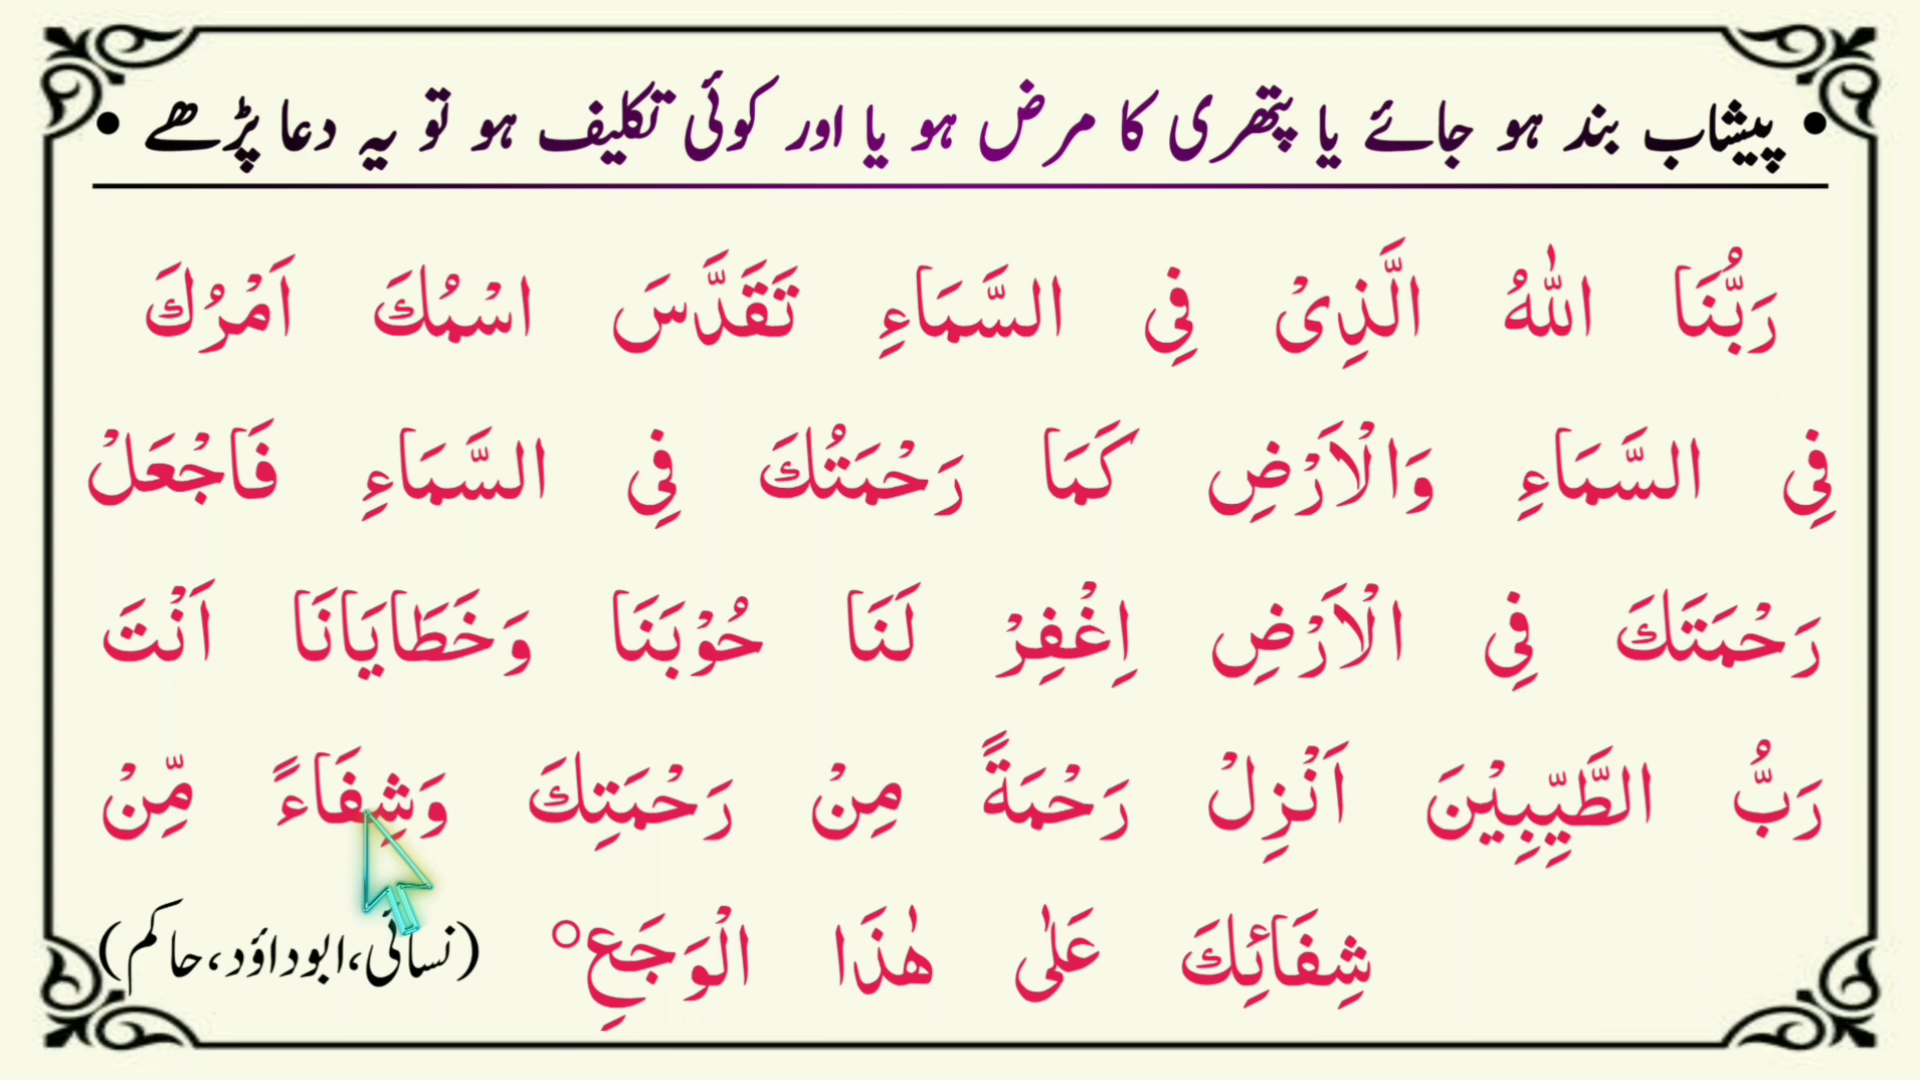 • پیشاب بند ہو جائے یا پتھری کا مرض ہو یا اور کوئی تکلیف ہو تو یہ دعا پڑھے •
رَبُّنَا اللّٰهُ الَّذِىْ فِى السَّمَاءِ تَقَدَّسَ اسْمُكَ اَمْرُكَ
فِى السَّمَاءِ وَالْاَرْضِ كَمَا رَحْمَتُكَ فِى السَّمَاءِ فَاجْعَلْ
رَحْمَتَكَ فِى الْاَرْضِ اِغْفِرْ لَنَا حُوْبَنَا وَخَطَايَانَا اَنْتَ
رَبُّ الطَّيِّبِيْنَ اَنْزِلْ رَحْمَةً مِنْ رَحْمَتِكَ وَشِفَاءً مِّنْ
شِفَائِكَ عَلٰى هٰذَا الْوَجَعِ○ (نسائی، ابوداؤد، حاکم)